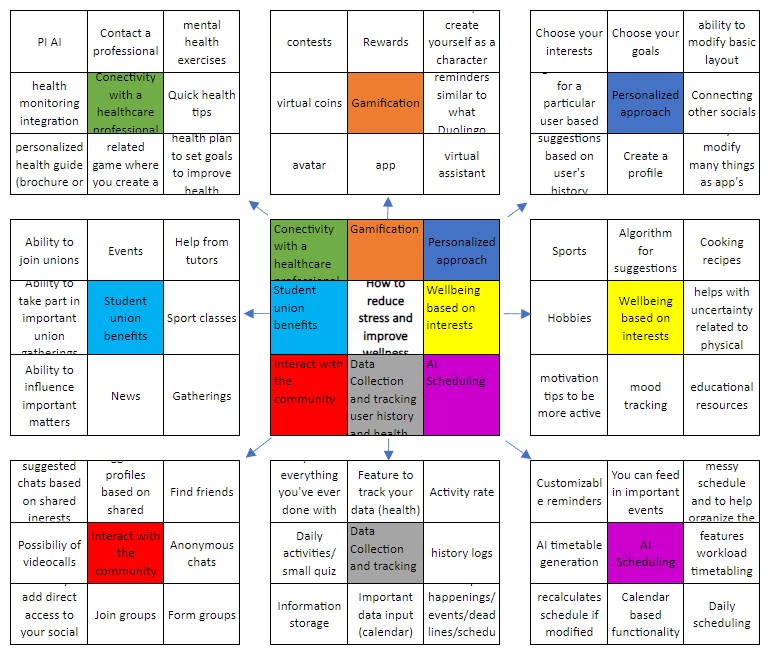 PI AI
Contact a
professional
mental
health
exercises
health
monitoring
integration
Conectivity
with a
healthcare
professional
Quick health
tips
personalized
health guide
(brochure or
related
game where
you create a
health plan
to set goals
to improve
health
contests
Rewards
create
yourself as a
character
virtual coins
Gamification
reminders
similar to
what
Duolingo
avatar
app
virtual
assistant
Choose your
interests
Choose your
goals
ability to
modify basic
layout
for a
particular
user based
Personalized
approach
Connecting
other socials
suggestions
based on
user's
history
Create a
profile
modify
many things
as app's
Ability to
join unions
Events
Help from
tutors
Ability to
take part in
important
union
gatherings
Student
union
benefits
Sport classes
Ability to
influence
important
matters
News
Gatherings
Conectivity
with a
healthcare
professional
Gamification
Personalized
approach
Student
union
benefits
How to
reduce
stress and
improve
wellness
Wellbeing
based on
interests
Interact with
the
community
Data
Collection
and tracking
user history
and health
AI
Scheduling
Sports
Algorithm
for
suggestions
Cooking
recipes
Hobbies
Wellbeing
based on
interests
helps with
uncertainty
related to
physical
motivation
tips to be
more active
mood
tracking
educational
resources
suggested
chats based
on shared
inerests
profiles
based on
shared
Find friends
Possibiliy of
videocalls
Interact with
the
community
Anonymous
chats
add direct
access to
your social
Join groups
Form groups
everything
you've ever
done with
Feature to
track your
data (health)
Activity rate
Daily
activities/
small quiz
Data
Collection
and tracking
history logs
Information
storage
Important
data input
(calendar)
happenings/
events/dead
lines/schedu
Customizabl
e reminders
You can feed
in important
events
messy
schedule
and to help
organize the
AI timetable
generation
AI
Scheduling
features
workload
timetabling
recalculates
schedule if
modified
Calendar
based
functionality
Daily
scheduling